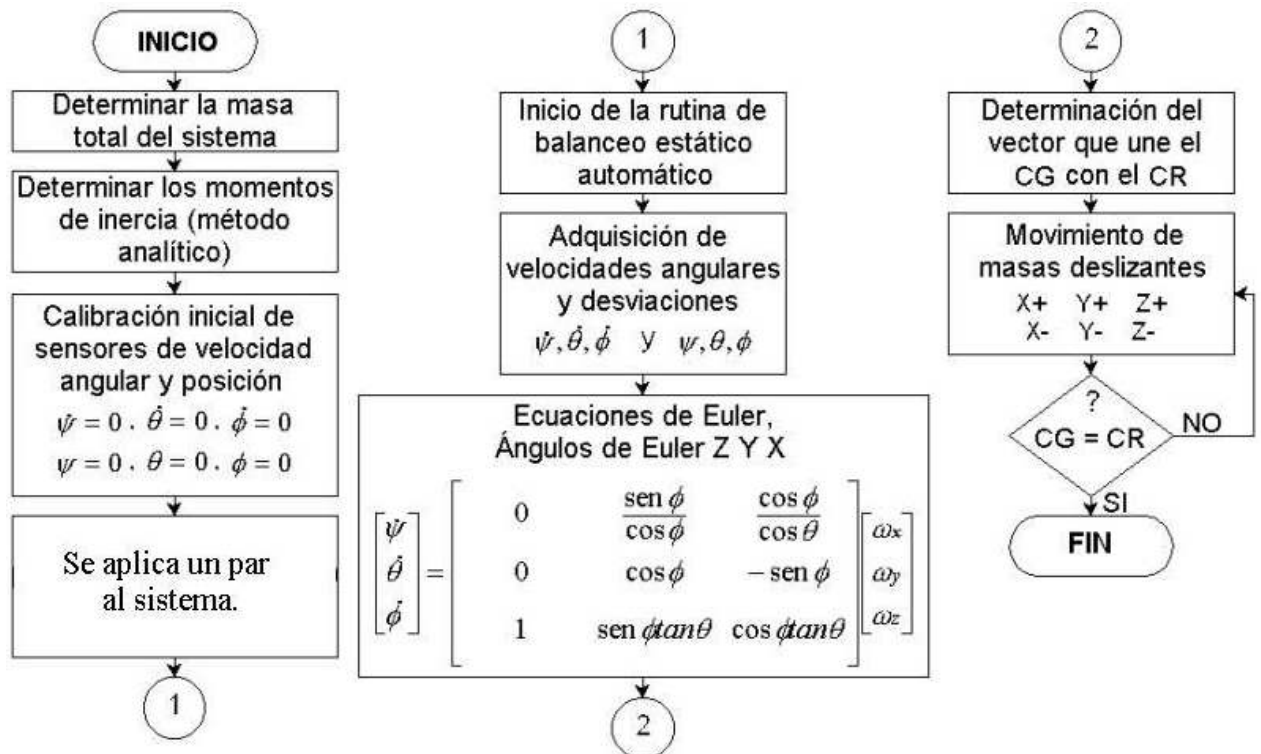 INICIO
Determinar la masa
total del sistema
Determinar los momentos
de inercia (método
analítico)
Calibración inicial de
sensores de velocidad
angular y posición
ψ̇ = 0 . θ̇ = 0 . ϕ̇ = 0
ψ = 0 . θ = 0 . ϕ = 0
Se aplica un par
al sistema.
1
1
Inicio de la rutina de
balanceo estático
automático
Adquisición de
velocidades angulares
y desviaciones
ψ̇, θ̇, ϕ̇ y ψ, θ, ϕ
Ecuaciones de Euler,
Ángulos de Euler Z Y X
[ψ̇ θ̇ ϕ̇] = [0 sen ϕ/cos ϕ cos ϕ/cos θ
0 cos ϕ − sen ϕ
1 sen ϕtanθ cos ϕtanθ] [ωx ωy ωz]
2
2
Determinación del
vector que une el
CG con el CR
Movimiento de
masas deslizantes
X+ Y+ Z+
X- Y- Z-
?
CG = CR
NO
SI
FIN